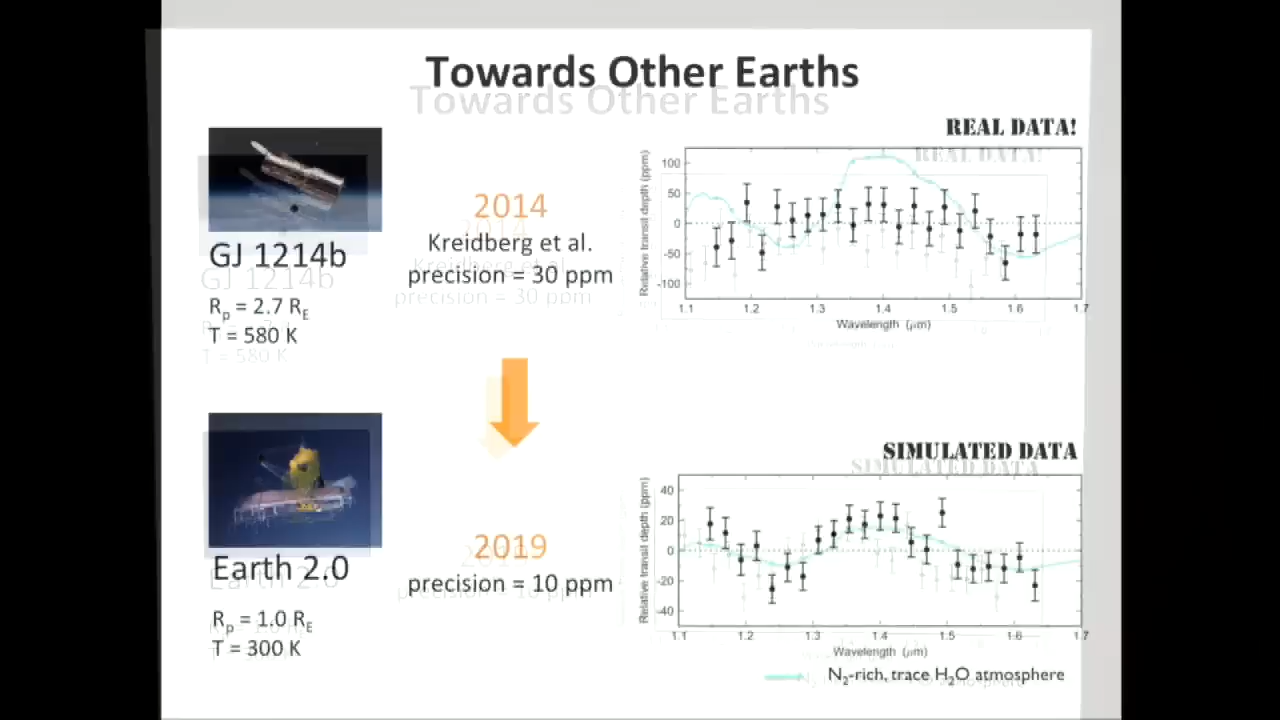 Towards Other Earths
REAL DATA!
GJ 1214b
R_p = 2.7 R_E
T = 580 K
2014
Kreidberg et al.
precision = 30 ppm
Relative transit depth (ppm)
100
50
0
-50
-100
1.1
1.2
1.3
1.4
1.5
1.6
1.7
Wavelength (μm)
SIMULATED DATA
Earth 2.0
R_p = 1.0 R_E
T = 300 K
2019
precision = 10 ppm
Relative transit depth (ppm)
40
20
0
-20
-40
1.1
1.2
1.3
1.4
1.5
1.6
1.7
Wavelength (μm)
N₂-rich, trace H₂O atmosphere